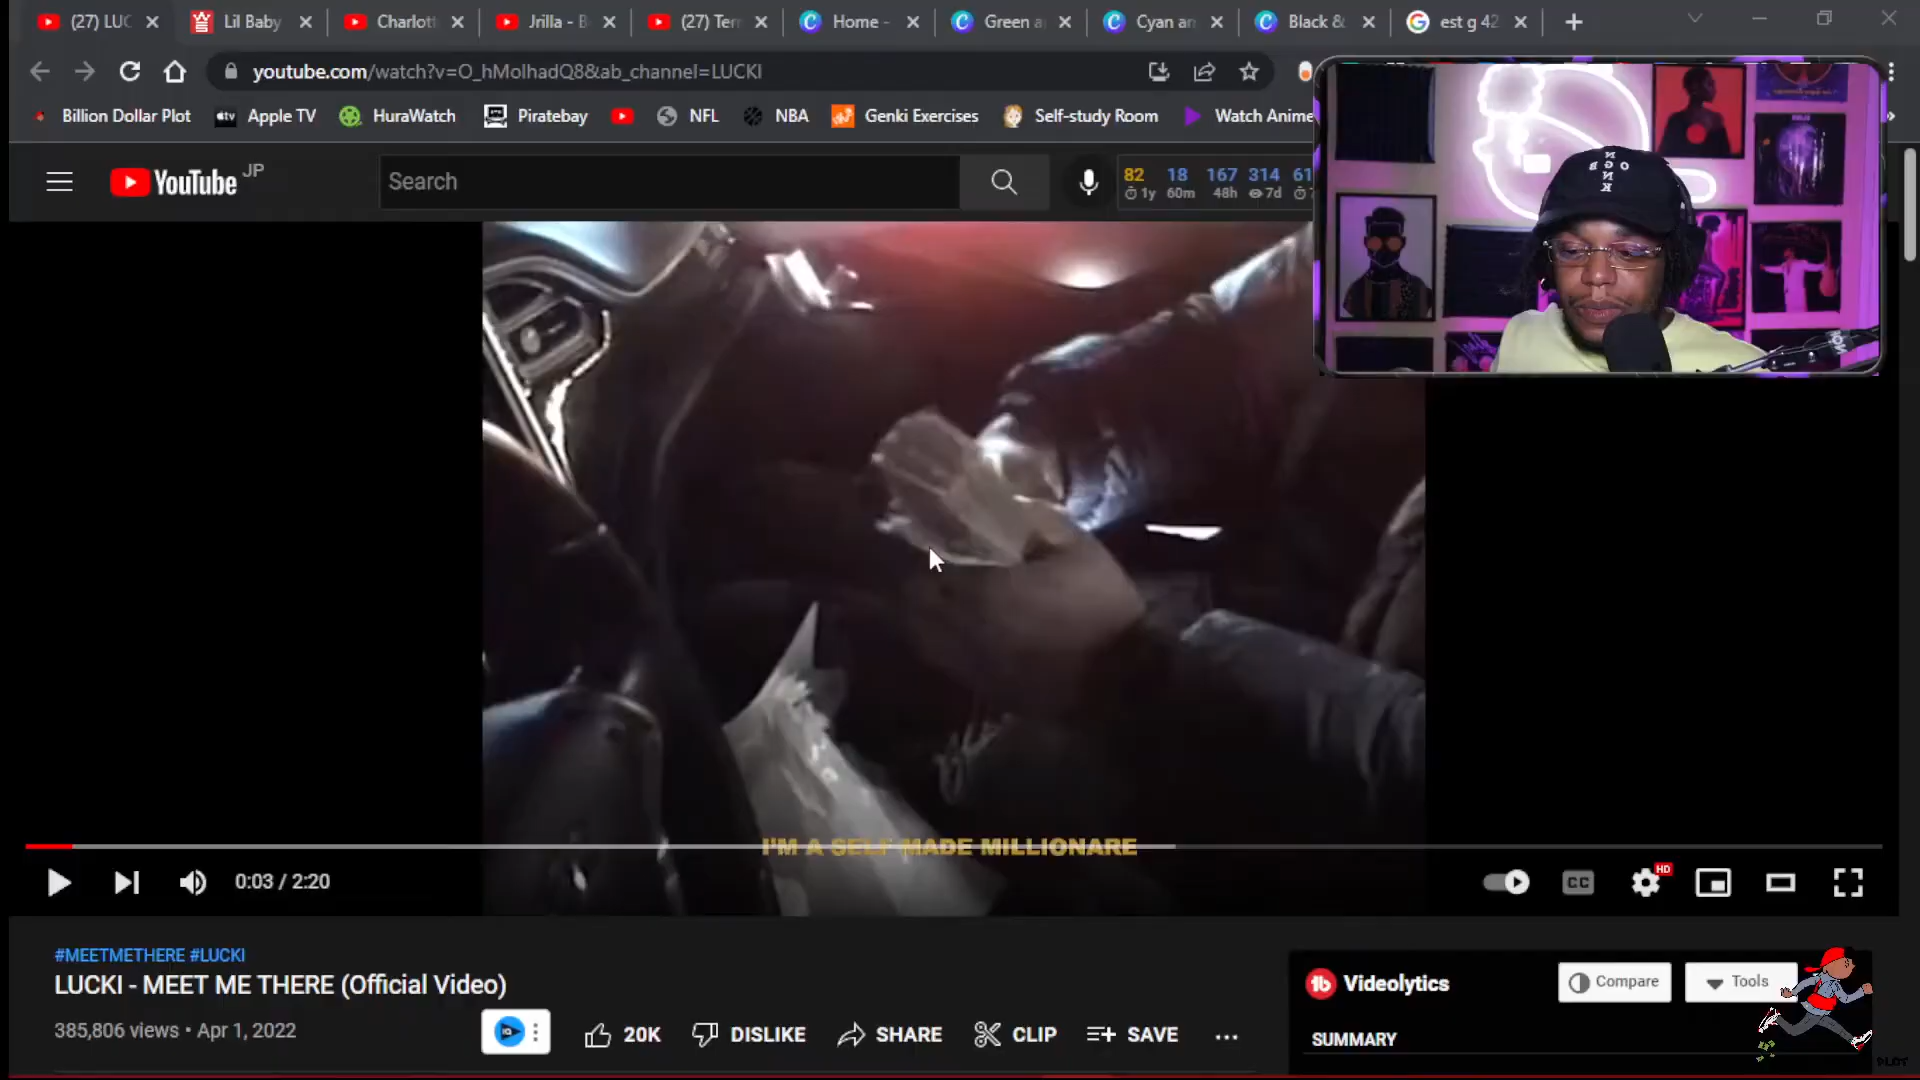 (27) LUC
Lil Baby
Charlott
Jrilla - B
(27) Terr
Home -
Green a
Cyan an
Black &
est g 42
youtube.com/watch?v=O_hMolhadQ8&ab_channel=LUCKI
Billion Dollar Plot
Apple TV
HuraWatch
Piratebay
NFL
NBA
Genki Exercises
Self-study Room
Watch Anime
YouTube JP
Search
82 18 167 314 61
1y 60m 48h 7d
I'M A SELF MADE MILLIONARE
0:03 / 2:20
CC
HD
#MEETMETHERE #LUCKI
LUCKI - MEET ME THERE (Official Video)
385,806 views • Apr 1, 2022
20K
DISLIKE
SHARE
CLIP
SAVE
Videolytics
Compare
Tools
SUMMARY
PLOT